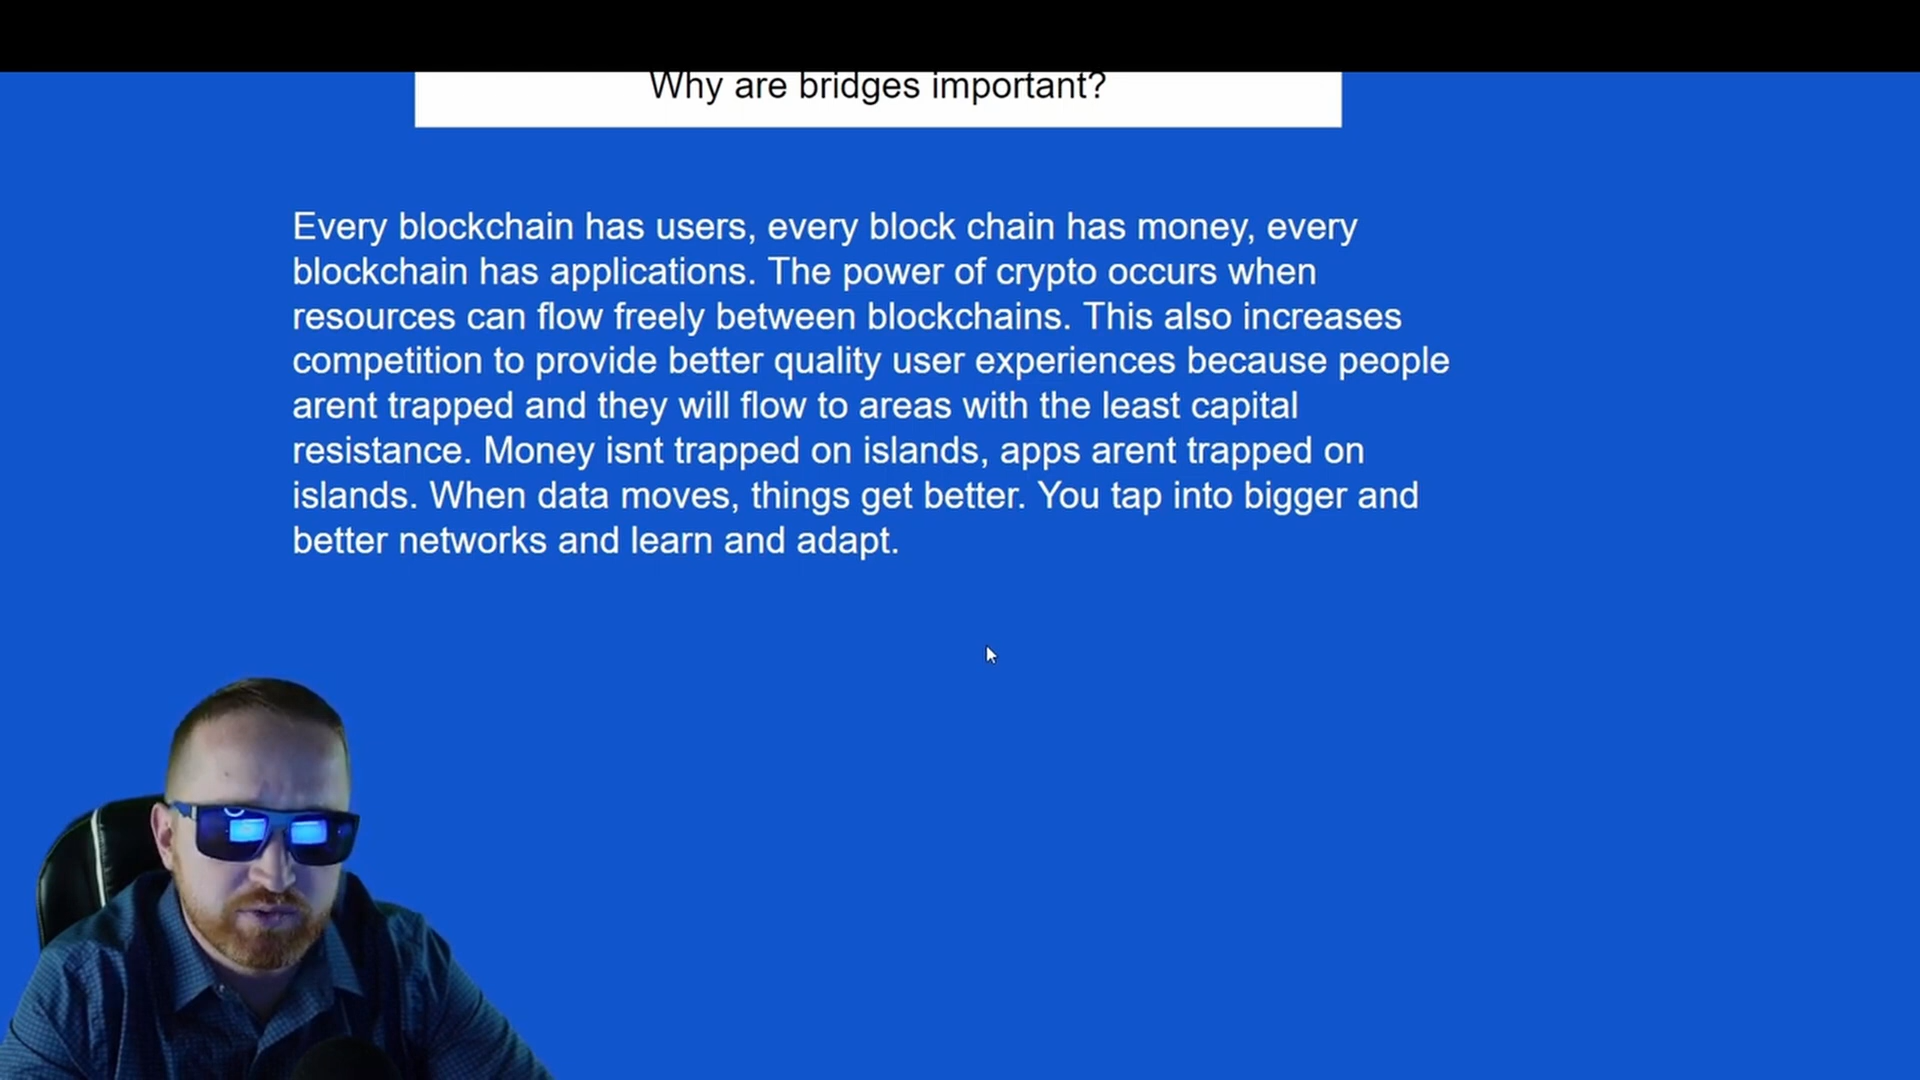 Why are bridges important?
Every blockchain has users, every block chain has money, every
blockchain has applications. The power of crypto occurs when
resources can flow freely between blockchains. This also increases
competition to provide better quality user experiences because people
arent trapped and they will flow to areas with the least capital
resistance. Money isnt trapped on islands, apps arent trapped on
islands. When data moves, things get better. You tap into bigger and
better networks and learn and adapt.